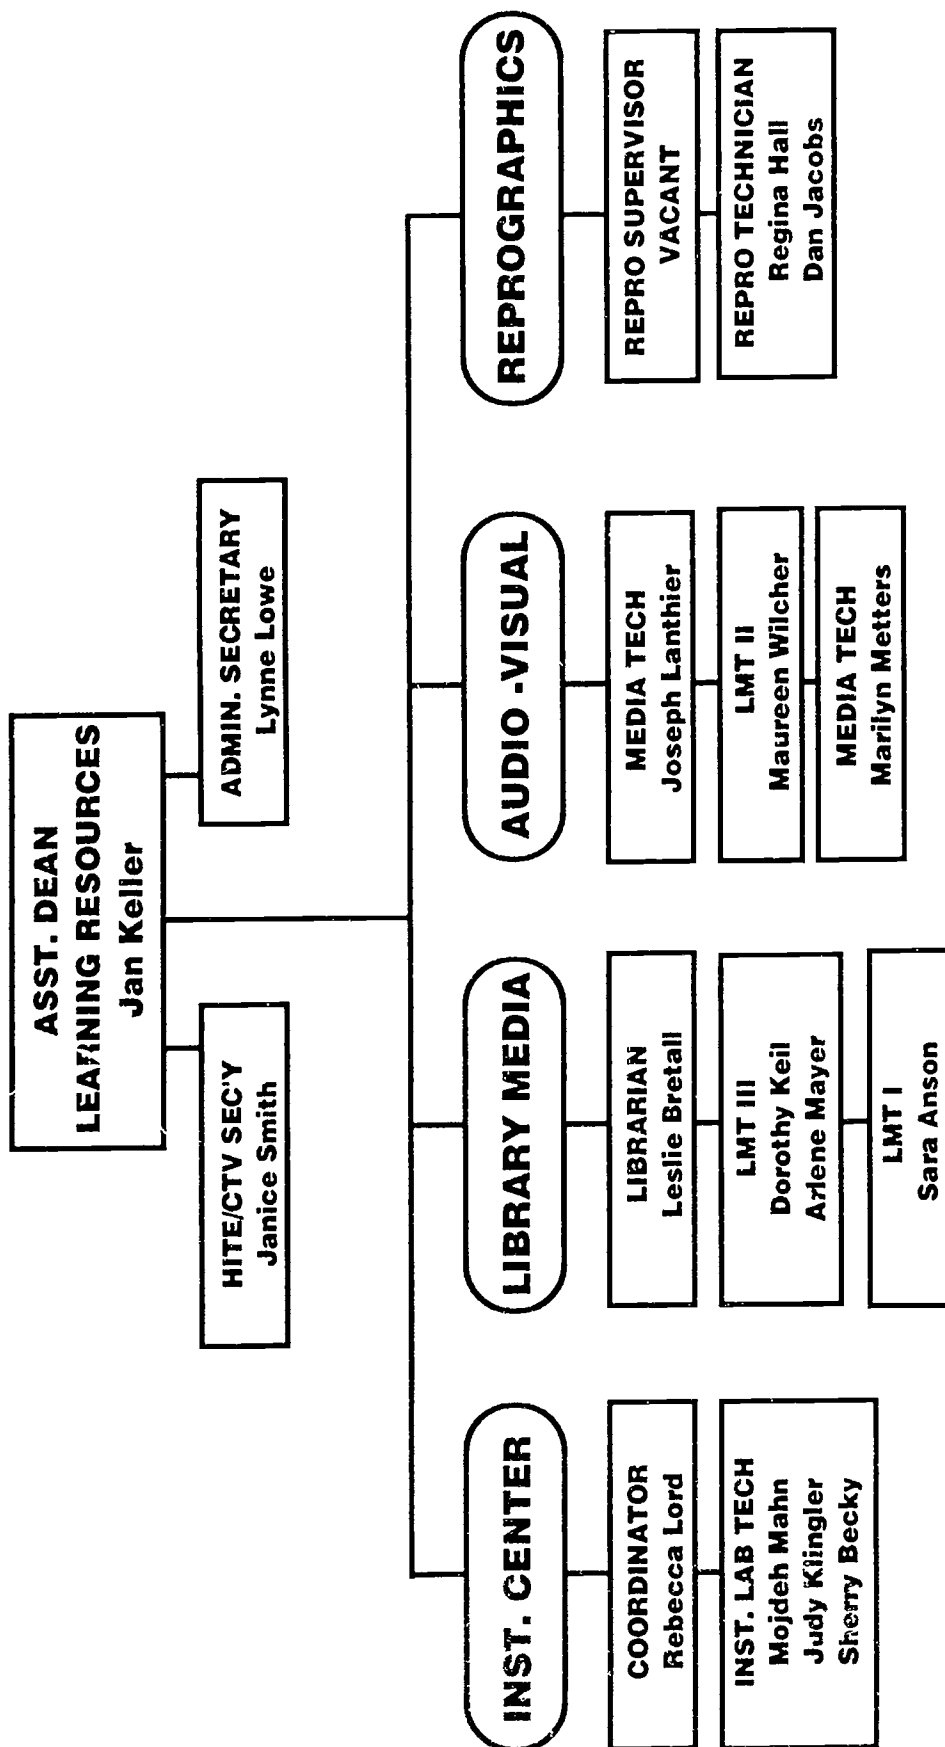 ASST. DEAN
LEARNING RESOURCES
Jan Keller
HITE/CTV SEC'Y
Janice Smith
ADMIN. SECRETARY
Lynne Lowe
INST. CENTER
COORDINATOR
Rebecca Lord
INST. LAB TECH
Mojdeh Mahn
Judy Klingler
Sherry Becky
LIBRARY MEDIA
LIBRARIAN
Leslie Bretall
LMT III
Dorothy Keil
Arlene Mayer
LMT I
Sara Anson
AUDIO -VISUAL
MEDIA TECH
Joseph Lanthier
LMT II
Maureen Wilcher
MEDIA TECH
Marilyn Metters
REPROGRAPHICS
REPRO SUPERVISOR
VACANT
REPRO TECHNICIAN
Regina Hall
Dan Jacobs